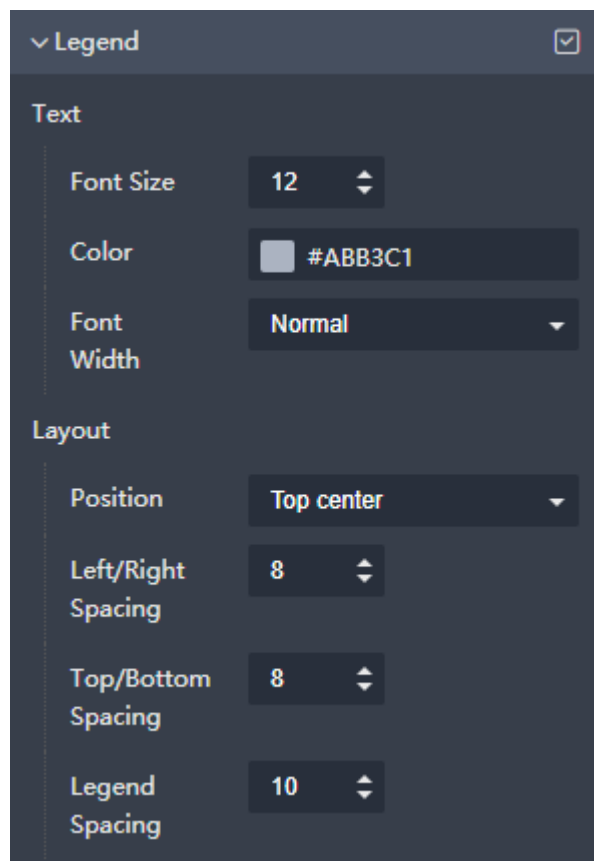 Legend
Text
Font Size 12
Color #ABB3C1
Font Normal
Width
Layout
Position Top center
Left/Right 8
Spacing
Top/Bottom 8
Spacing
Legend 10
Spacing